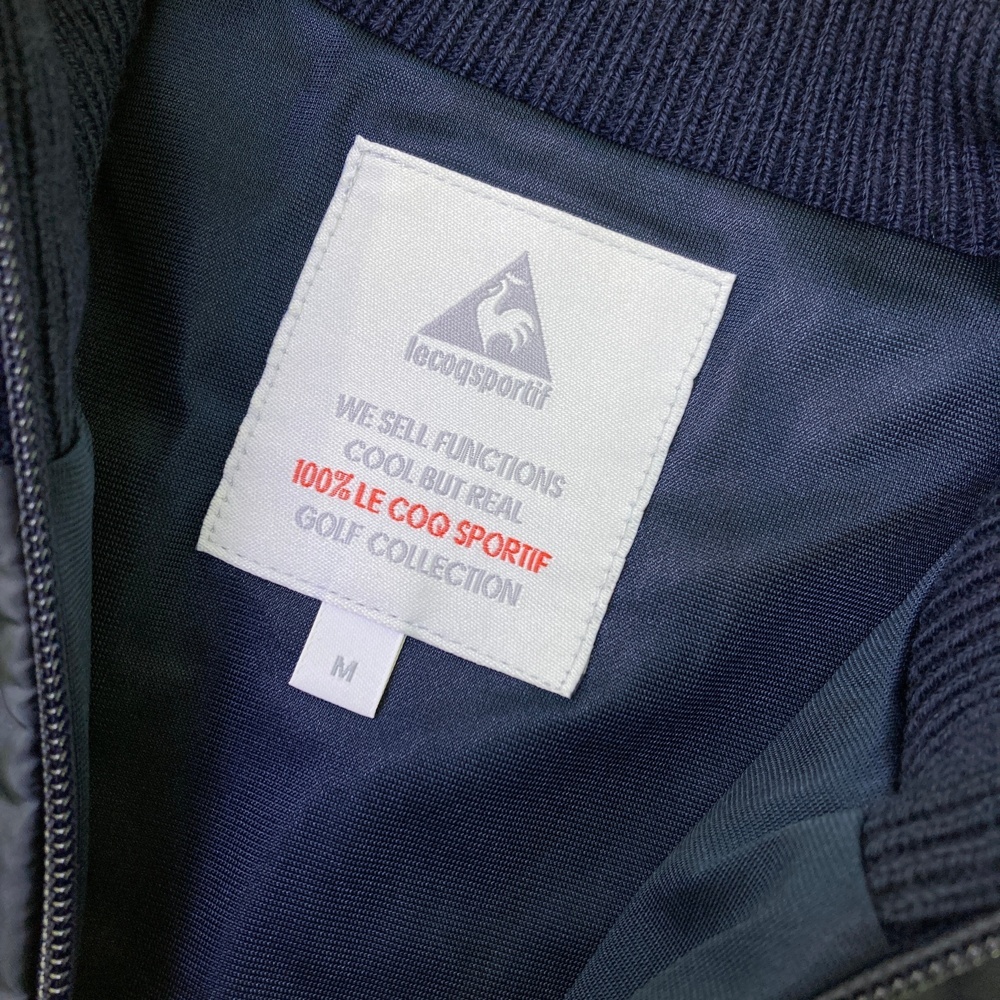 lecoqsportif
WE SELL FUNCTIONS
COOL BUT REAL
100% LE COQ SPORTIF
GOLF COLLECTION
M